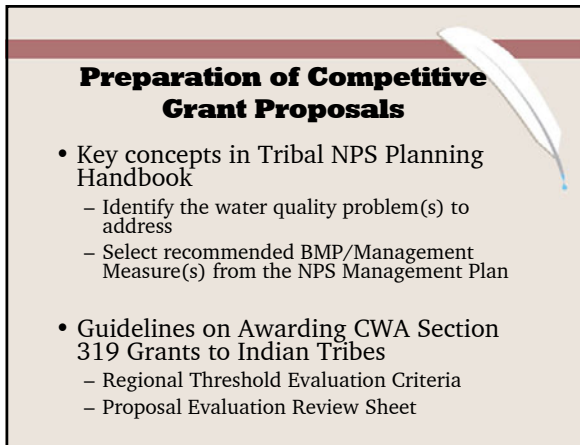 Preparation of Competitive
Grant Proposals
• Key concepts in Tribal NPS Planning
Handbook
– Identify the water quality problem(s) to
address
– Select recommended BMP/Management
Measure(s) from the NPS Management Plan
• Guidelines on Awarding CWA Section
319 Grants to Indian Tribes
– Regional Threshold Evaluation Criteria
– Proposal Evaluation Review Sheet